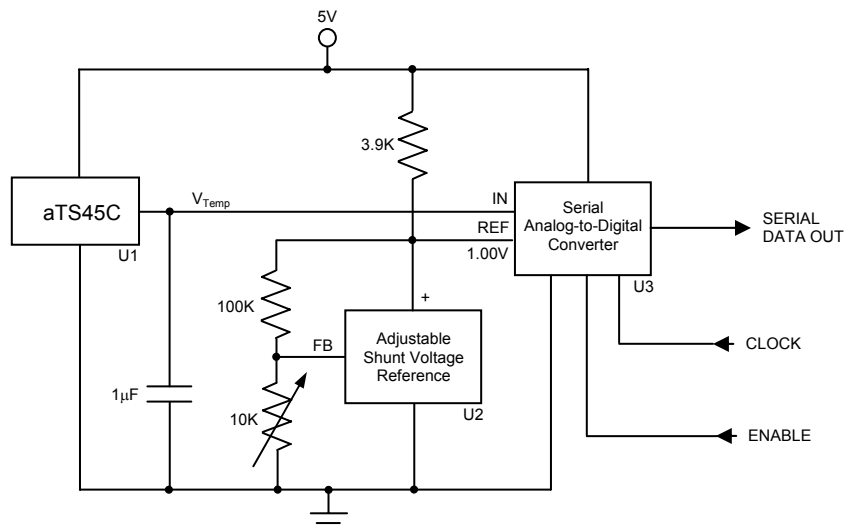 5V
3.9K
V_Temp
IN
aTS45C
U1
REF
1.00V
Serial
Analog-to-Digital
Converter
U3
SERIAL
DATA OUT
100K
+
FB
Adjustable
Shunt Voltage
Reference
U2
CLOCK
1μF
10K
ENABLE